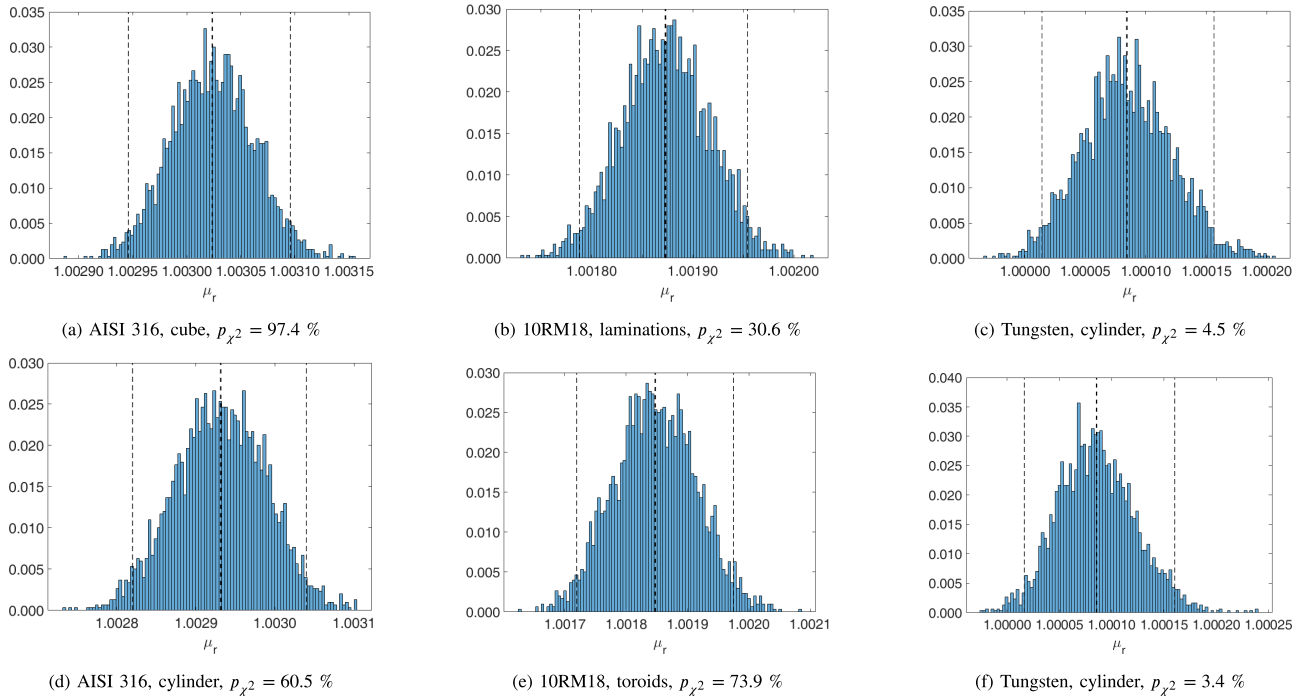 0.035
0.030
0.025
0.020
0.015
0.010
0.005
0.000
1.00290 1.00295 1.00300 1.00305 1.00310 1.00315
μr
(a) AISI 316, cube, pχ2 = 97.4 %
0.030
0.025
0.020
0.015
0.010
0.005
0.000
1.00180 1.00190 1.00200
μr
(b) 10RM18, laminations, pχ2 = 30.6 %
0.035
0.030
0.025
0.020
0.015
0.010
0.005
0.000
1.00000 1.00005 1.00010 1.00015 1.00020
μr
(c) Tungsten, cylinder, pχ2 = 4.5 %
0.030
0.025
0.020
0.015
0.010
0.005
0.000
1.0028 1.0029 1.0030 1.0031
μr
(d) AISI 316, cylinder, pχ2 = 60.5 %
0.030
0.025
0.020
0.015
0.010
0.005
0.000
1.0017 1.0018 1.0019 1.0020 1.0021
μr
(e) 10RM18, toroids, pχ2 = 73.9 %
0.040
0.035
0.030
0.025
0.020
0.015
0.010
0.005
0.000
1.00000 1.00005 1.00010 1.00015 1.00020 1.00025
μr
(f) Tungsten, cylinder, pχ2 = 3.4 %